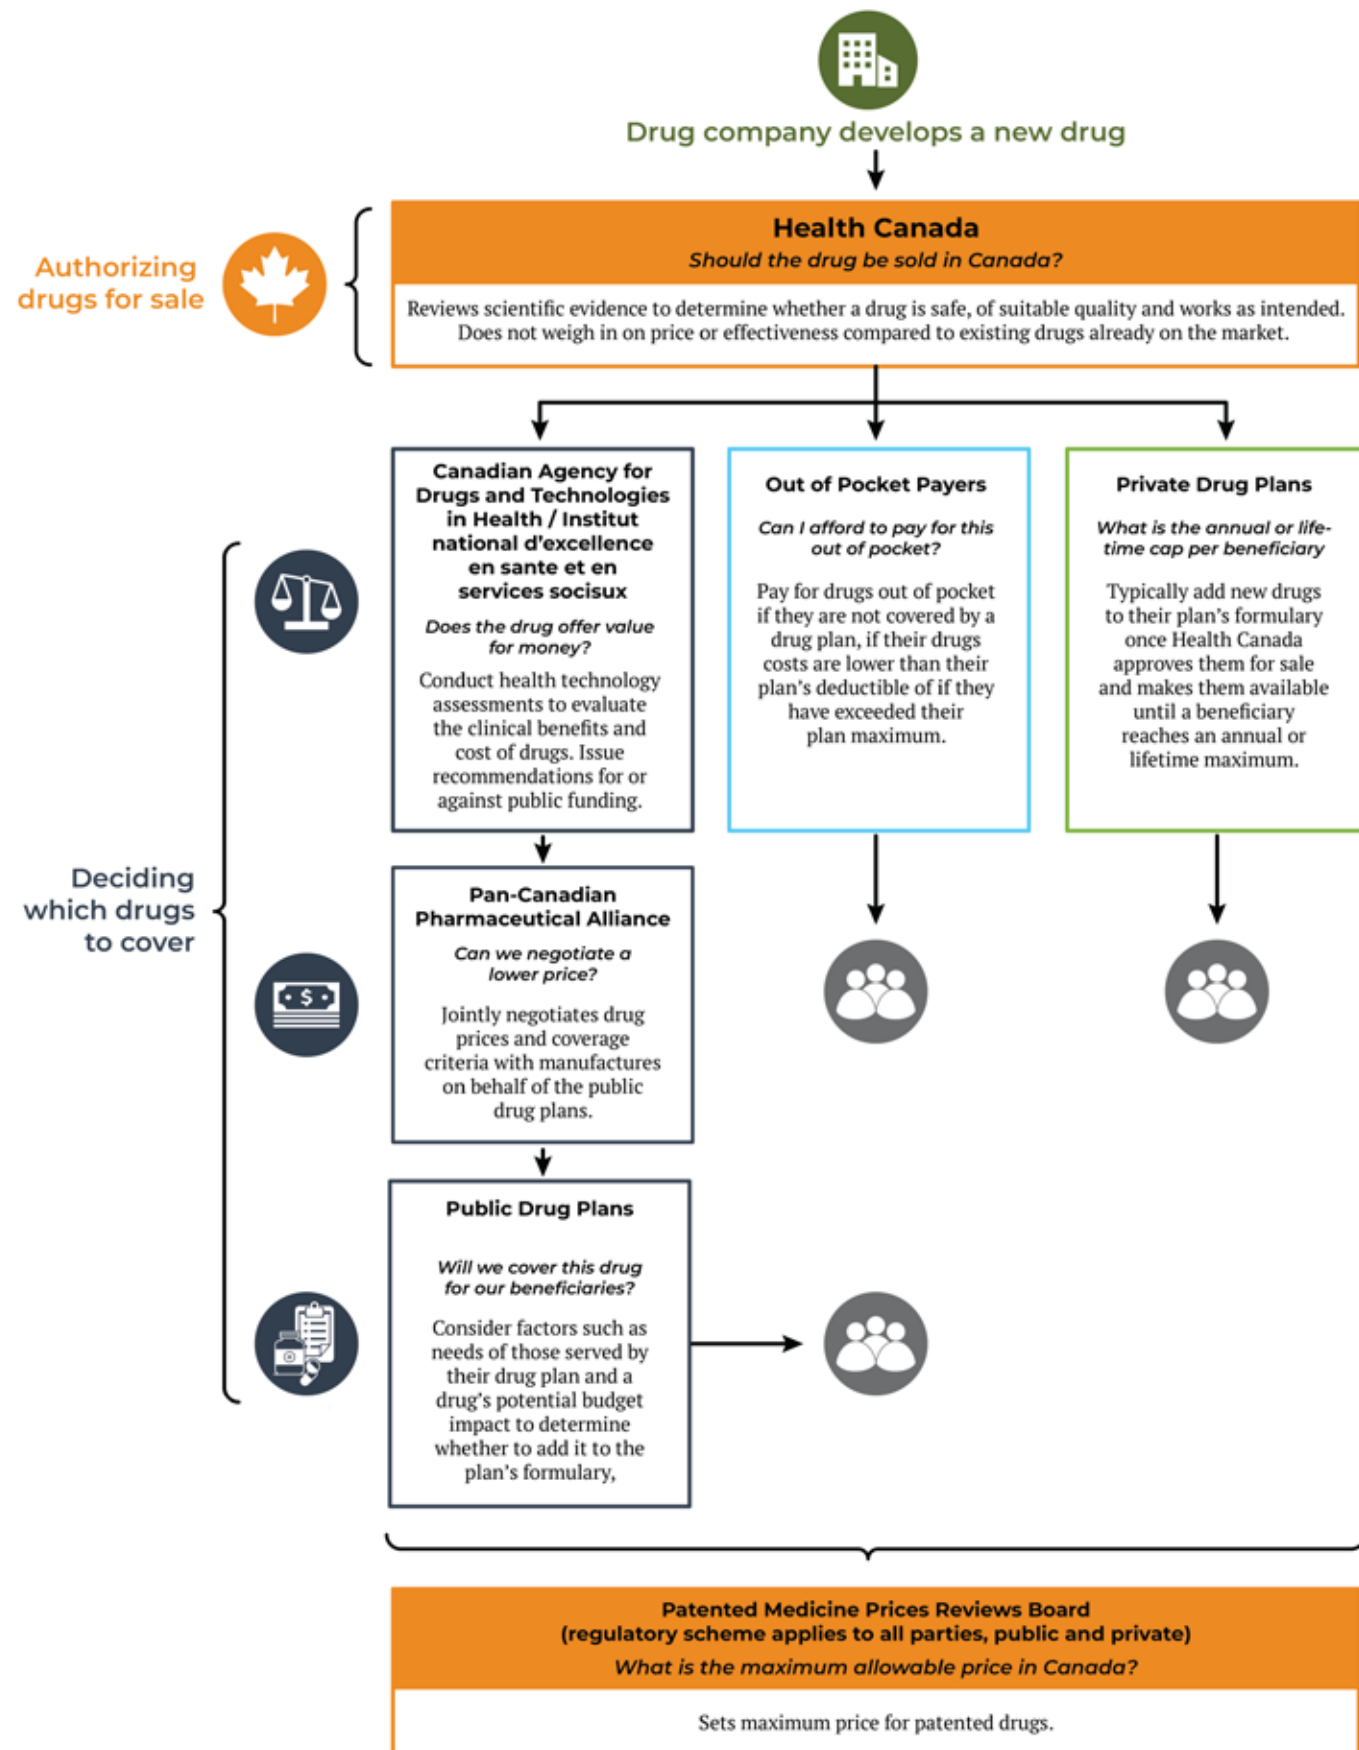 Drug company develops a new drug
Authorizing
drugs for sale
Health Canada
Should the drug be sold in Canada?
Reviews scientific evidence to determine whether a drug is safe, of suitable quality and works as intended.
Does not weigh in on price or effectiveness compared to existing drugs already on the market.
Deciding
which drugs
to cover
Canadian Agency for
Drugs and Technologies
in Health / Institut
national d'excellence
en sante et en
services socisux
Does the drug offer value
for money?
Conduct health technology
assessments to evaluate
the clinical benefits and
cost of drugs. Issue
recommendations for or
against public funding.
Out of Pocket Payers
Can I afford to pay for this
out of pocket?
Pay for drugs out of pocket
if they are not covered by a
drug plan, if their drugs
costs are lower than their
plan's deductible of if they
have exceeded their
plan maximum.
Private Drug Plans
What is the annual or life-
time cap per beneficiary
Typically add new drugs
to their plan's formulary
once Health Canada
approves them for sale
and makes them available
until a beneficiary
reaches an annual or
lifetime maximum.
Pan-Canadian
Pharmaceutical Alliance
Can we negotiate a
lower price?
Jointly negotiates drug
prices and coverage
criteria with manufactures
on behalf of the public
drug plans.
$
Public Drug Plans
Will we cover this drug
for our beneficiaries?
Consider factors such as
needs of those served by
their drug plan and a
drug's potential budget
impact to determine
whether to add it to the
plan's formulary,
Patented Medicine Prices Reviews Board
(regulatory scheme applies to all parties, public and private)
What is the maximum allowable price in Canada?
Sets maximum price for patented drugs.